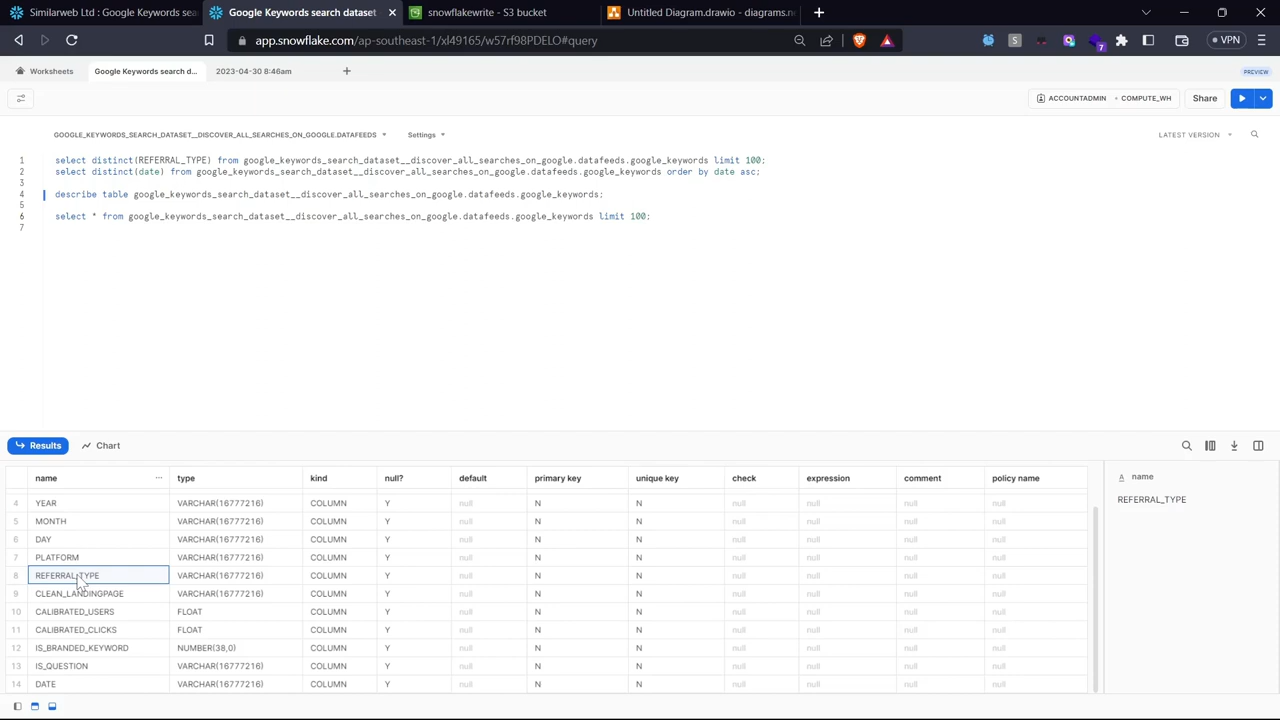 Similarweb Ltd : Google Keywords sea
Google Keywords search dataset
snowflakewrite - S3 bucket
Untitled Diagram.drawio - diagrams.ne
app.snowflake.com/ap-southeast-1/xl49165/w57rf98PDELO#query
7
VPN
Worksheets
Google Keywords search d...
2023-04-30 8:46am
PREVIEW
ACCOUNTADMIN
COMPUTE_WH
Share
GOOGLE_KEYWORDS_SEARCH_DATASET__DISCOVER_ALL_SEARCHES_ON_GOOGLE.DATAFEEDS
Settings
LATEST VERSION
1 select distinct(REFERRAL_TYPE) from google_keywords_search_dataset__discover_all_searches_on_google.datafeeds.google_keywords limit 100;
2 select distinct(date) from google_keywords_search_dataset__discover_all_searches_on_google.datafeeds.google_keywords order by date asc;
3
4 describe table google_keywords_search_dataset__discover_all_searches_on_google.datafeeds.google_keywords;
5
6 select * from google_keywords_search_dataset__discover_all_searches_on_google.datafeeds.google_keywords limit 100;
7
Results
Chart
name type kind null? default primary key unique key check expression comment policy name
4 YEAR VARCHAR(16777216) COLUMN Y null N N null null null null
5 MONTH VARCHAR(16777216) COLUMN Y null N N null null null null
6 DAY VARCHAR(16777216) COLUMN Y null N N null null null null
7 PLATFORM VARCHAR(16777216) COLUMN Y null N N null null null null
8 REFERRAL_TYPE VARCHAR(16777216) COLUMN Y null N N null null null null
9 CLEAN_LANDINGPAGE VARCHAR(16777216) COLUMN Y null N N null null null null
10 CALIBRATED_USERS FLOAT COLUMN Y null N N null null null null
11 CALIBRATED_CLICKS FLOAT COLUMN Y null N N null null null null
12 IS_BRANDED_KEYWORD NUMBER(38,0) COLUMN Y null N N null null null null
13 IS_QUESTION VARCHAR(16777216) COLUMN Y null N N null null null null
14 DATE VARCHAR(16777216) COLUMN Y null N N null null null null
A name
REFERRAL_TYPE